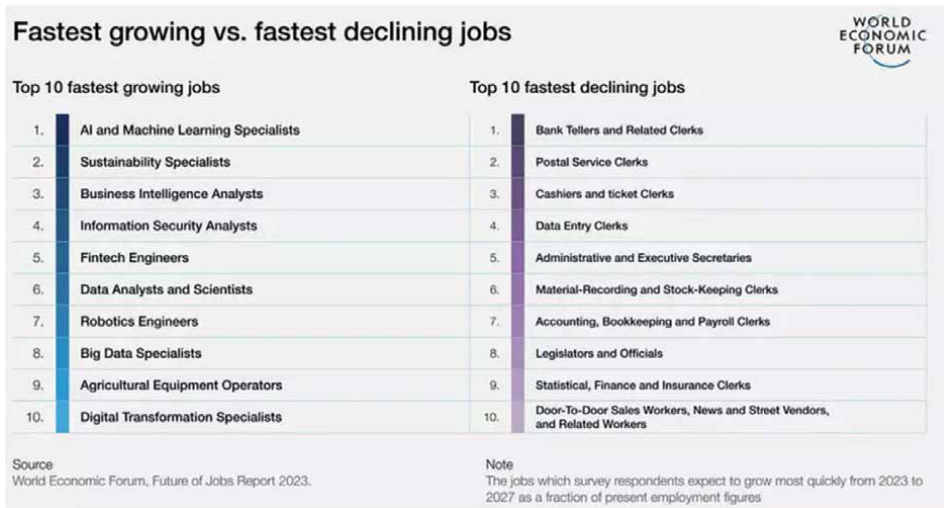 Fastest growing vs. fastest declining jobs
WORLD
ECONOMIC
FORUM
Top 10 fastest growing jobs
1. AI and Machine Learning Specialists
2. Sustainability Specialists
3. Business Intelligence Analysts
4. Information Security Analysts
5. Fintech Engineers
6. Data Analysts and Scientists
7. Robotics Engineers
8. Big Data Specialists
9. Agricultural Equipment Operators
10. Digital Transformation Specialists
Top 10 fastest declining jobs
1. Bank Tellers and Related Clerks
2. Postal Service Clerks
3. Cashiers and ticket Clerks
4. Data Entry Clerks
5. Administrative and Executive Secretaries
6. Material-Recording and Stock-Keeping Clerks
7. Accounting, Bookkeeping and Payroll Clerks
8. Legislators and Officials
9. Statistical, Finance and Insurance Clerks
10. Door-To-Door Sales Workers, News and Street Vendors,
and Related Workers
Source
World Economic Forum, Future of Jobs Report 2023.
Note
The jobs which survey respondents expect to grow most quickly from 2023 to
2027 as a fraction of present employment figures